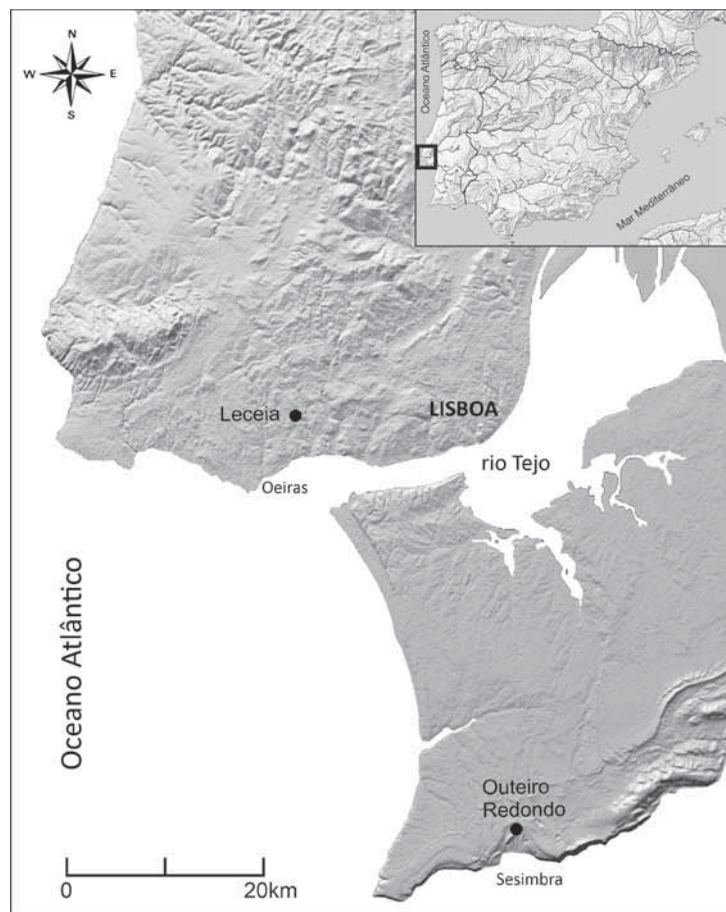 N
W E
S
Oceano Atlântico
Mar Mediterrâneo
Leceia
LISBOA
rio Tejo
Oeiras
Oceano Atlântico
Outeiro
Redondo
Sesimbra
0 20km